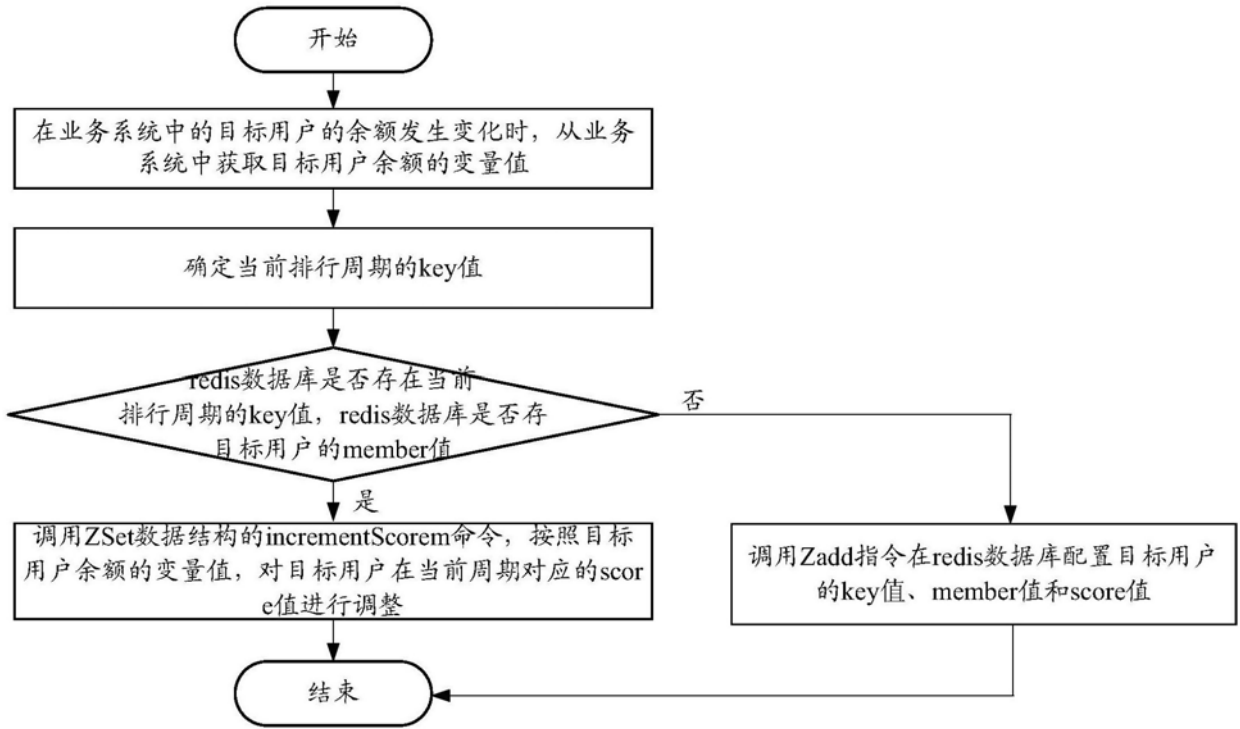 开始
在业务系统中的目标用户的余额发生变化时，从业务
系统中获取目标用户余额的变量值
确定当前排行周期的key值
redis数据库是否存在当前
排行周期的key值，redis数据库是否存
目标用户的member值
否
是
调用ZSet数据结构的incrementScorem命令，按照目标
用户余额的变量值，对目标用户在当前周期对应的scor
e值进行调整
调用Zadd指令在redis数据库配置目标用户
的key值、member值和score值
结束